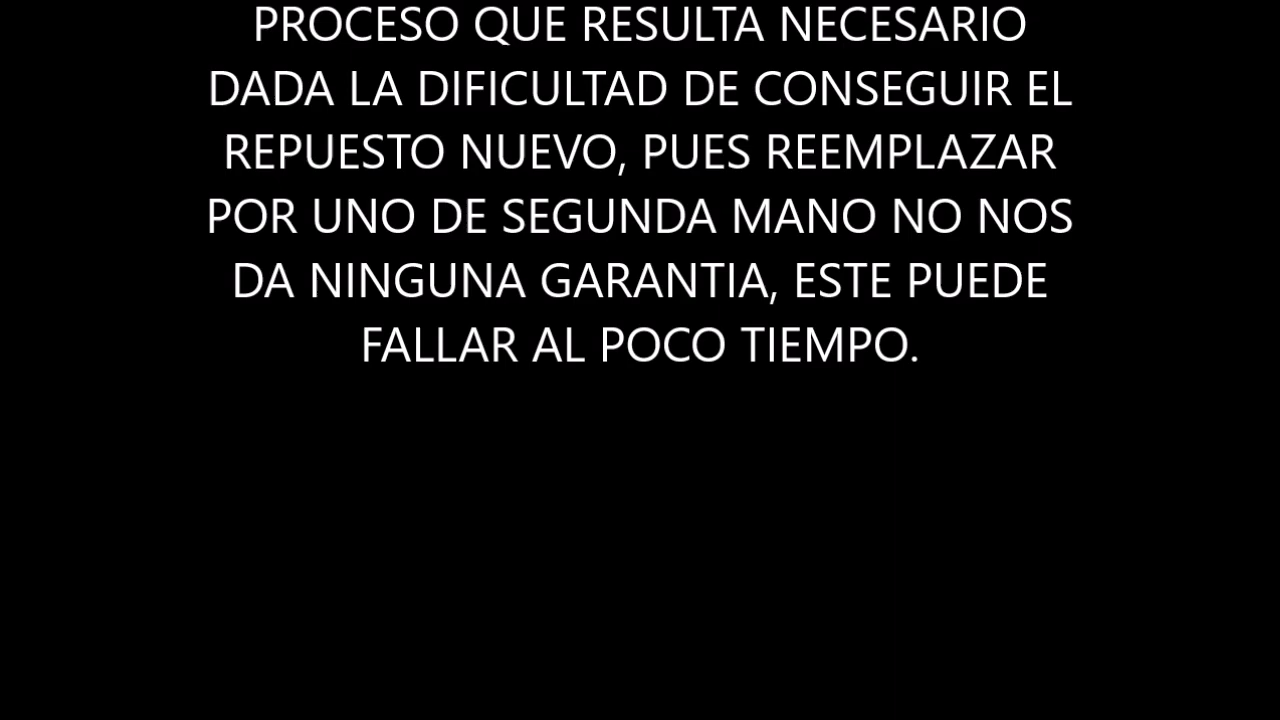 PROCESO QUE RESULTA NECESARIO
DADA LA DIFICULTAD DE CONSEGUIR EL
REPUESTO NUEVO, PUES REEMPLAZAR
POR UNO DE SEGUNDA MANO NO NOS
DA NINGUNA GARANTIA, ESTE PUEDE
FALLAR AL POCO TIEMPO.